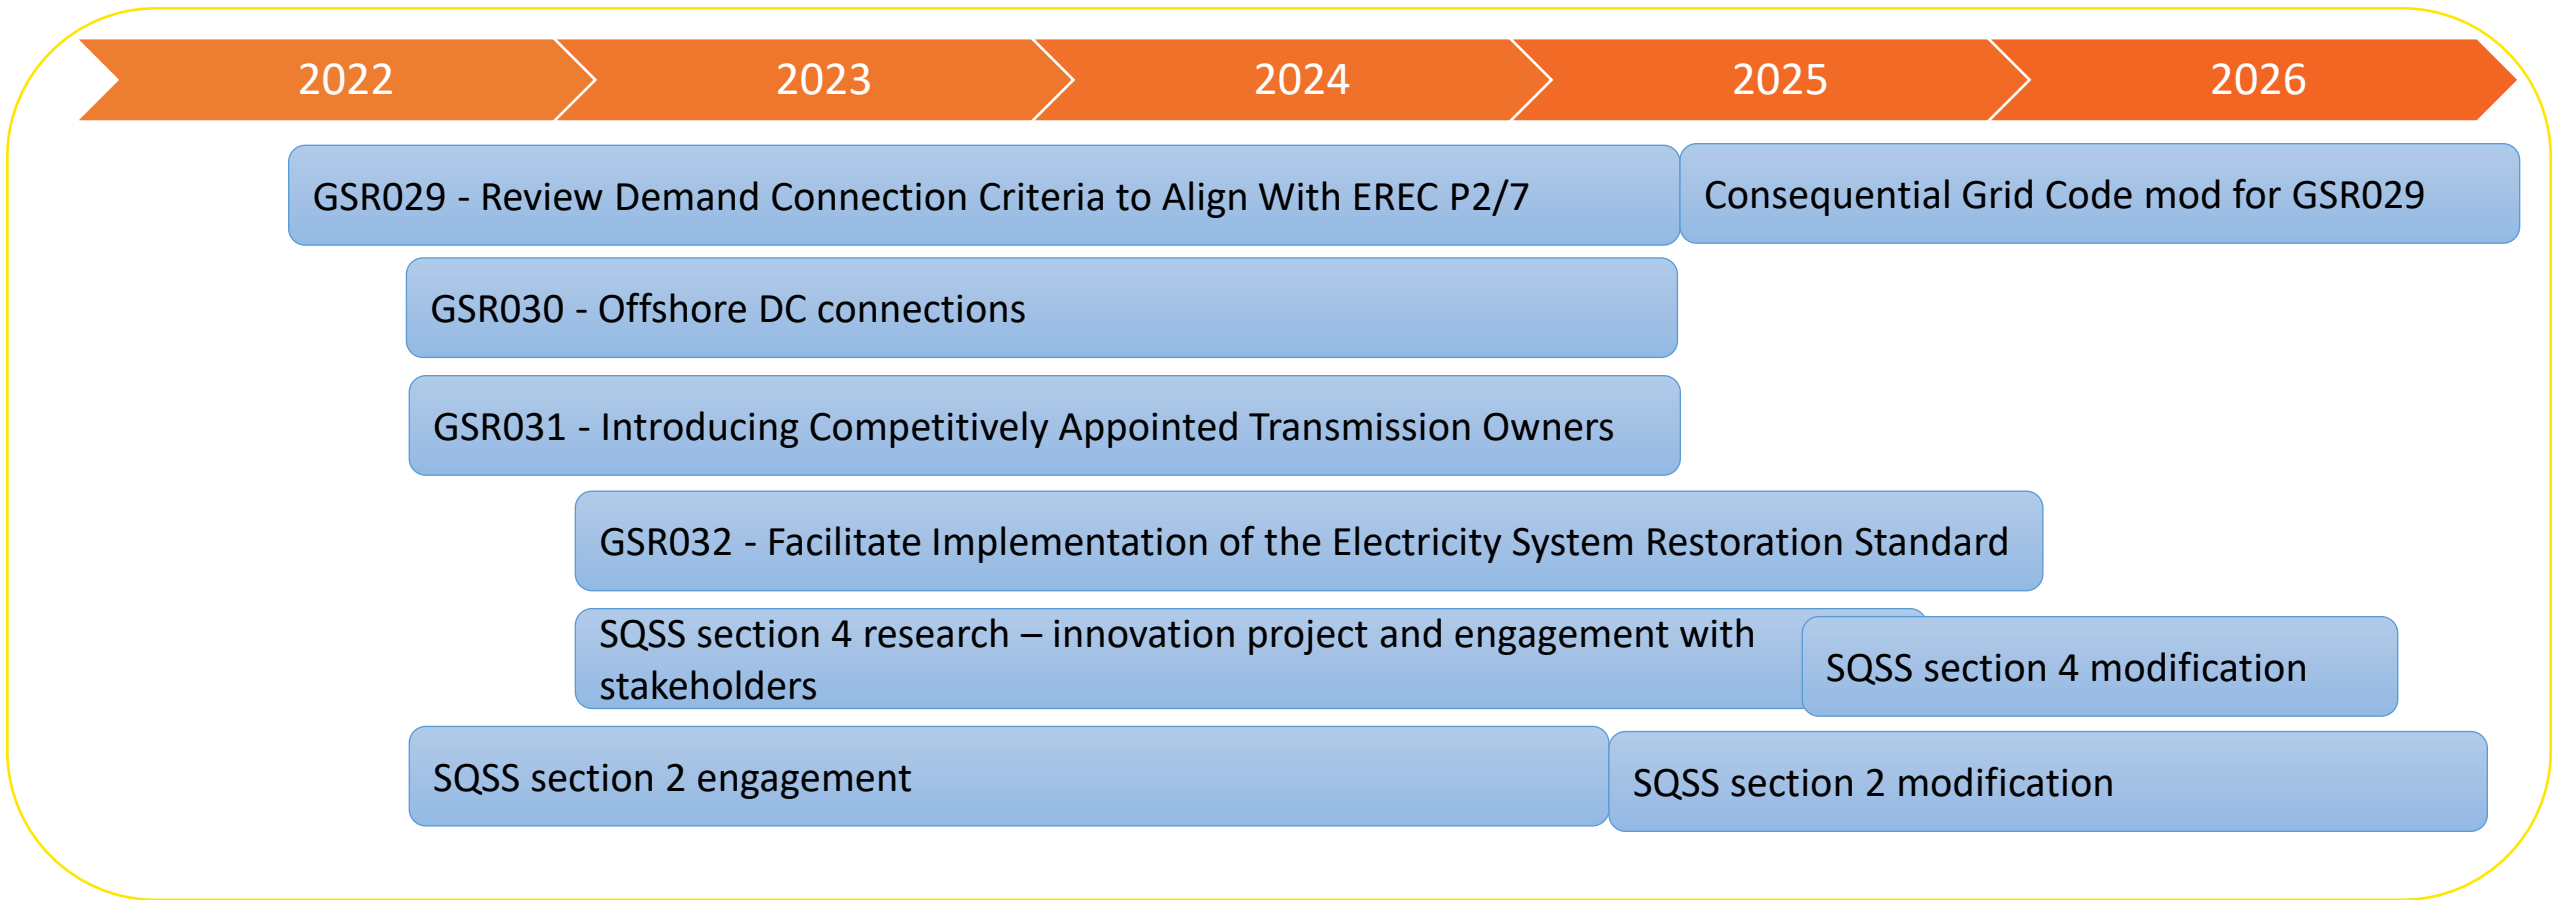 2022
2023
2024
2025
2026
GSR029 - Review Demand Connection Criteria to Align With EREC P2/7
Consequential Grid Code mod for GSR029
GSR030 - Offshore DC connections
GSR031 - Introducing Competitively Appointed Transmission Owners
GSR032 - Facilitate Implementation of the Electricity System Restoration Standard
SQSS section 4 research – innovation project and engagement with
stakeholders
SQSS section 4 modification
SQSS section 2 engagement
SQSS section 2 modification